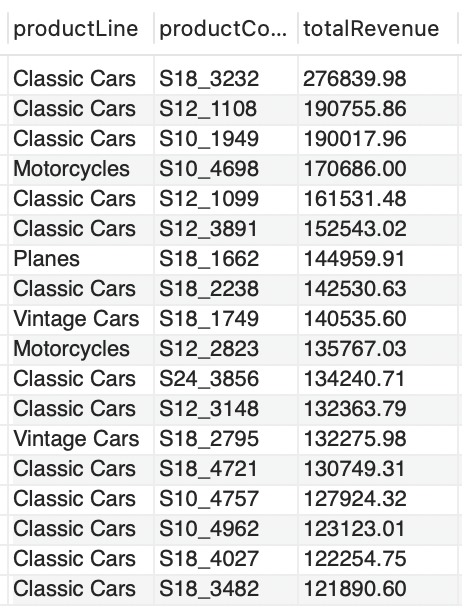 productLine productCo... totalRevenue
Classic Cars S18_3232 276839.98
Classic Cars S12_1108 190755.86
Classic Cars S10_1949 190017.96
Motorcycles S10_4698 170686.00
Classic Cars S12_1099 161531.48
Classic Cars S12_3891 152543.02
Planes S18_1662 144959.91
Classic Cars S18_2238 142530.63
Vintage Cars S18_1749 140535.60
Motorcycles S12_2823 135767.03
Classic Cars S24_3856 134240.71
Classic Cars S12_3148 132363.79
Vintage Cars S18_2795 132275.98
Classic Cars S18_4721 130749.31
Classic Cars S10_4757 127924.32
Classic Cars S10_4962 123123.01
Classic Cars S18_4027 122254.75
Classic Cars S18_3482 121890.60